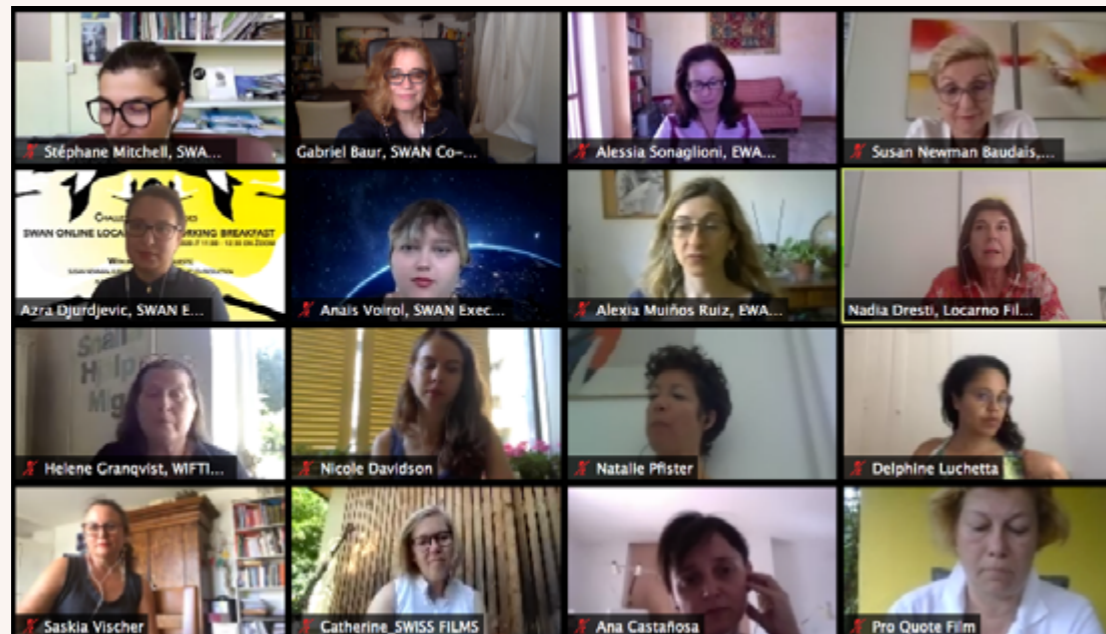 Stéphane Mitchell, SWA...
Gabriel Baur, SWAN Co-...
Alessia Sonaglioni, EWA...
Susan Newman Baudais,...
SWAN ONLINE LOCA
RKING BREAKFAST
Azra Djurdjevic, SWAN E...
Anaïs Voirol, SWAN Exec...
Alexia Muiños Ruiz, EWA...
Nadia Dresti, Locarno Fil...
Helene Granqvist, WIFTI...
Nicole Davidson
Natalie Pfister
Delphine Luchetta
Saskia Vischer
Catherine_SWISS FILMS
Ana Castañosa
Pro Quote Film